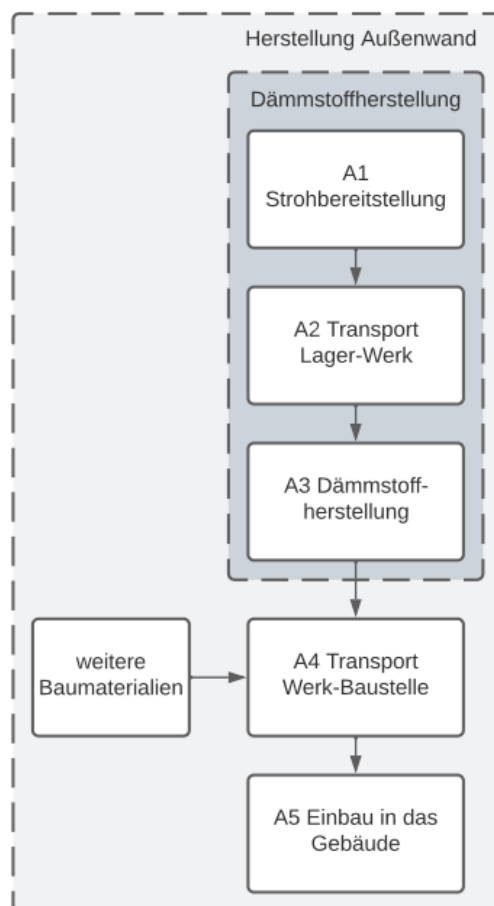 Herstellung Außenwand
Dämmstoffherstellung
A1
Strohbereitstellung
A2 Transport
Lager-Werk
A3 Dämmstoff-
herstellung
weitere
Baumaterialien
A4 Transport
Werk-Baustelle
A5 Einbau in das
Gebäude